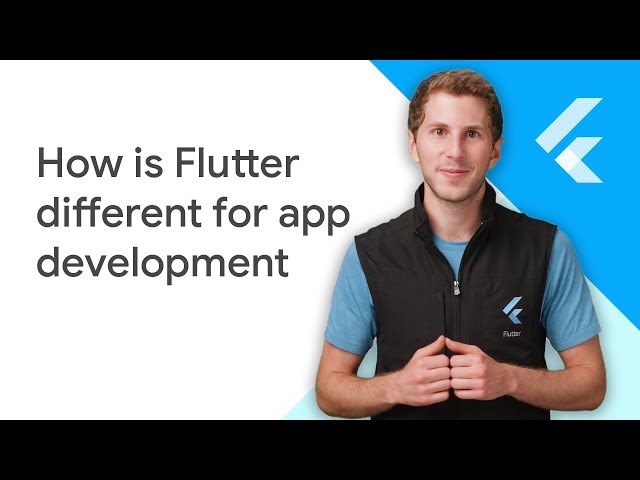 How is Flutter
different for app
development
Flutter